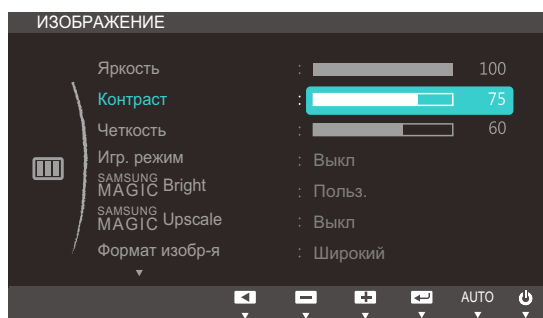 ИЗОБРАЖЕНИЕ
Яркость : 100
Контраст : 75
Четкость : 60
Игр. режим : Выкл
SAMSUNG MAGIC Bright : Польз.
SAMSUNG MAGIC Upscale : Выкл
Формат изобр-я : Широкий
AUTO